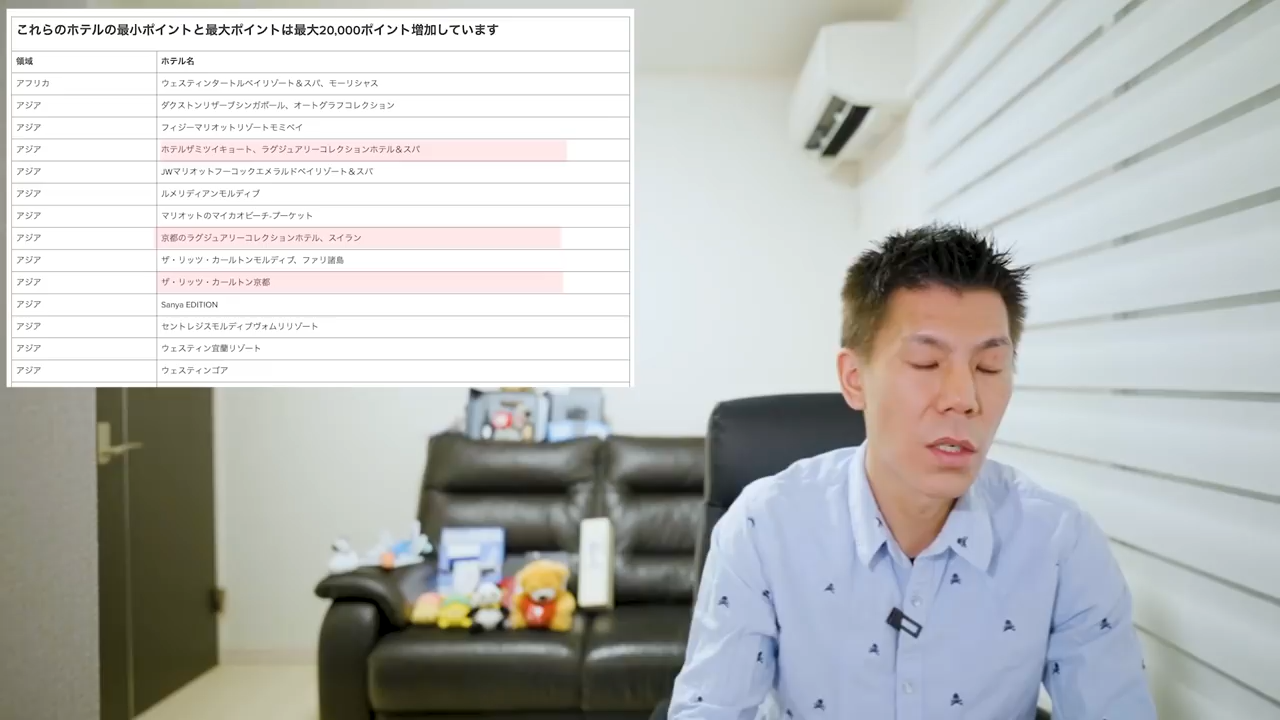 これらのホテルの最小ポイントと最大ポイントは最大20,000ポイント増加しています
領域 ホテル名
アフリカ ウェスティンタートルベイリゾート＆スパ、モーリシャス
アジア ダクストンリザーブシンガポール、オートグラフコレクション
アジア フィジーマリオットリゾートモミベイ
アジア ホテルザミツイキョート、ラグジュアリーコレクションホテル＆スパ
アジア JWマリオットフーコックエメラルドベイリゾート＆スパ
アジア ルメリディアンモルディブ
アジア マリオットのマイカオビーチ-プーケット
アジア 京都のラグジュアリーコレクションホテル、スイラン
アジア ザ・リッツ・カールトンモルディブ、ファリ諸島
アジア ザ・リッツ・カールトン京都
アジア Sanya EDITION
アジア セントレジスモルディブヴォムリリゾート
アジア ウェスティン宜蘭リゾート
アジア ウェスティンゴア